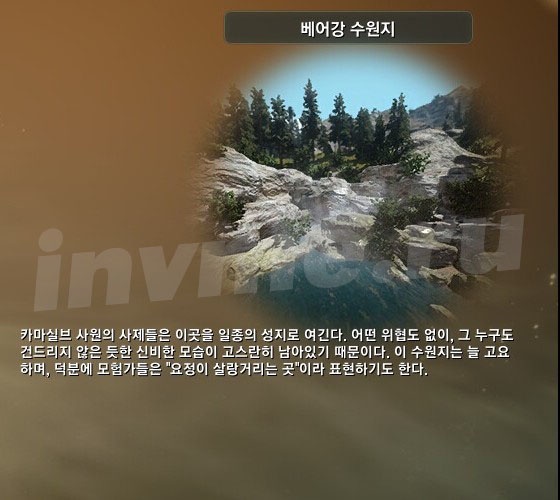 베어강 수원지
카마실브 사원의 사제들은 이곳을 일종의 성지로 여긴다. 어떤 위협도 없이, 그 누구도
건드리지 않은 듯한 신비한 모습이 고스란히 남아있기 때문이다. 이 수원지는 늘 고요
하며, 덕분에 모험가들은 "요정이 살랑거리는 곳"이라 표현하기도 한다.